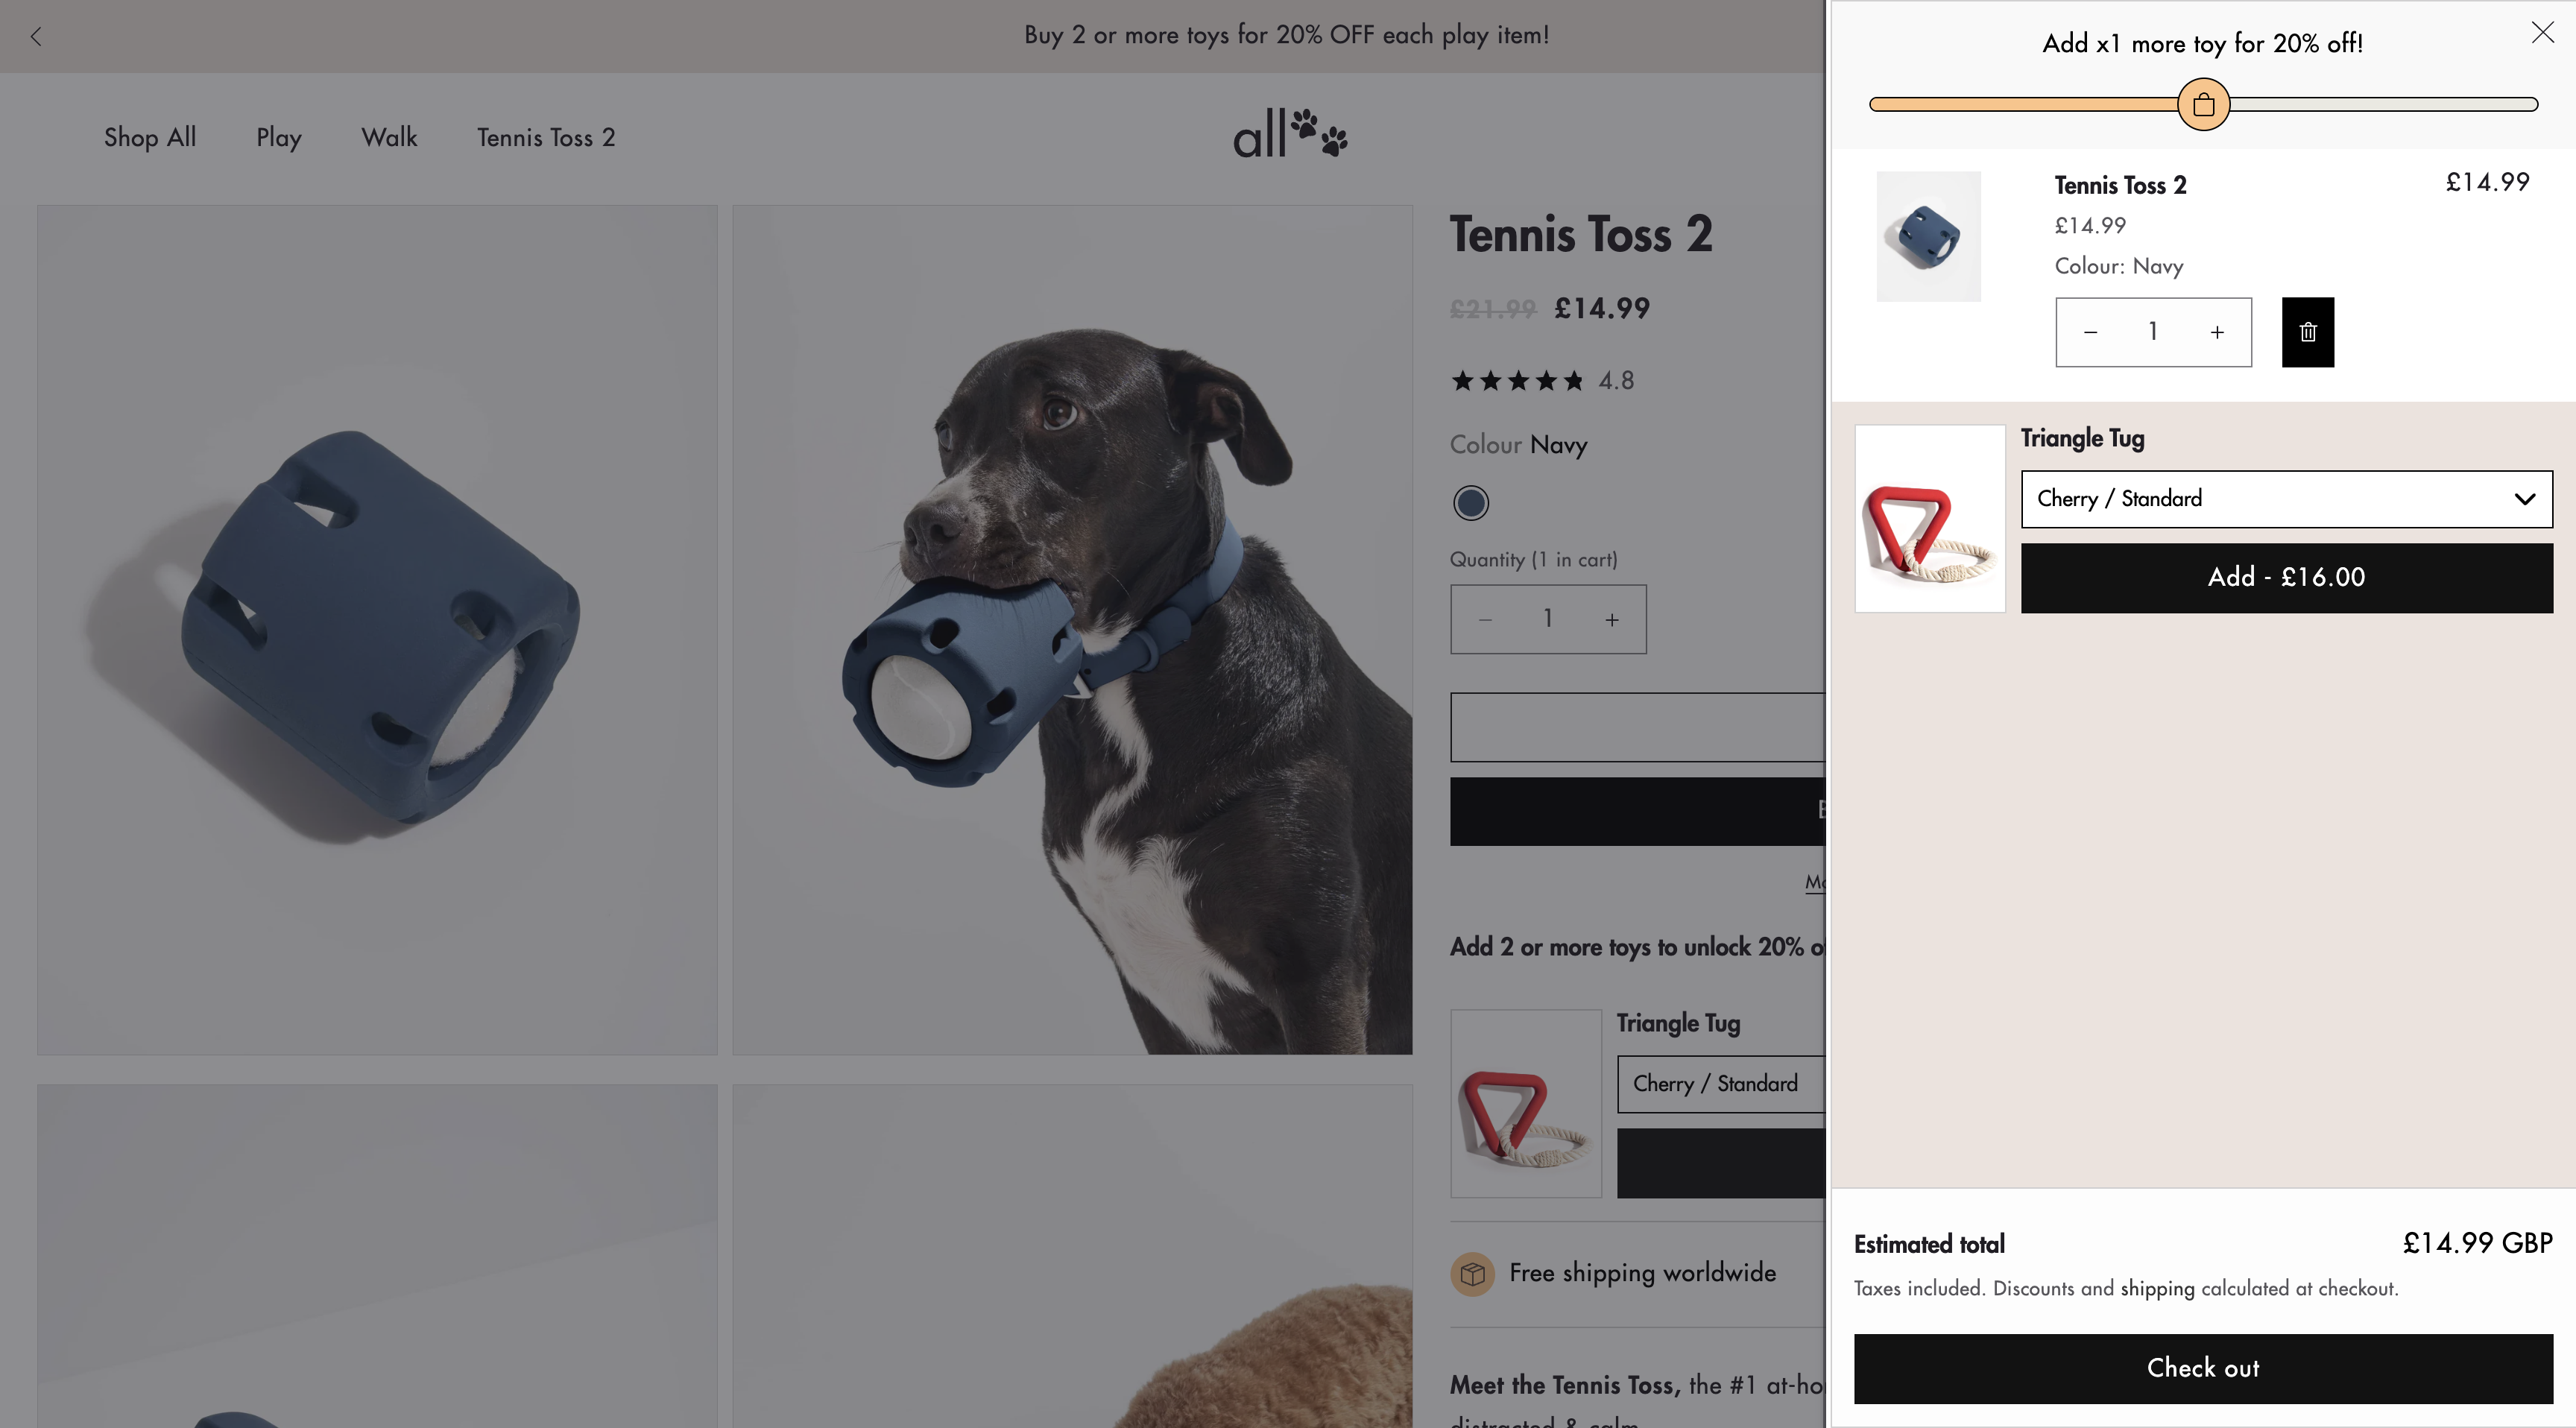 Buy 2 or more toys for 20% OFF each play item!
Shop All
Play
Walk
Tennis Toss 2
all
Tennis Toss 2
£21.99 £14.99
4.8
Colour Navy
Quantity (1 in cart)
1
Add 2 or more toys to unlock 20%
Triangle Tug
Cherry / Standard
Free shipping worldwide
Meet the Tennis Toss, the #1
distracted & calm
Add x1 more toy for 20% off!
Tennis Toss 2
£14.99
£14.99
Colour: Navy
1
Triangle Tug
Cherry / Standard
Add - £16.00
Estimated total
£14.99 GBP
Taxes included. Discounts and shipping calculated at checkout.
Check out